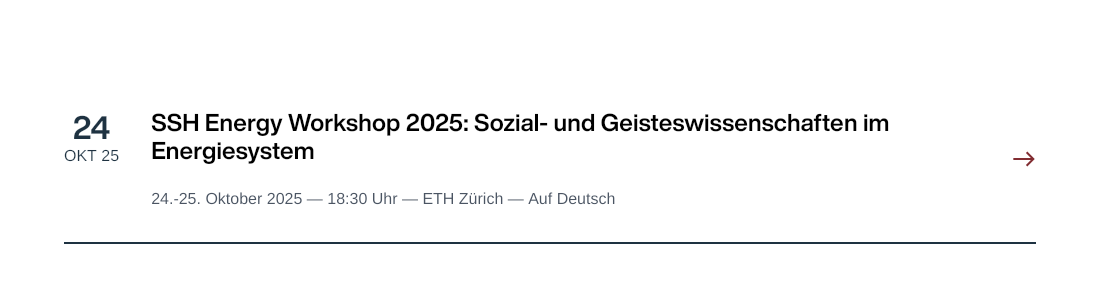 24
OKT 25
SSH Energy Workshop 2025: Sozial- und Geisteswissenschaften im
Energiesystem
24.-25. Oktober 2025 — 18:30 Uhr — ETH Zürich — Auf Deutsch